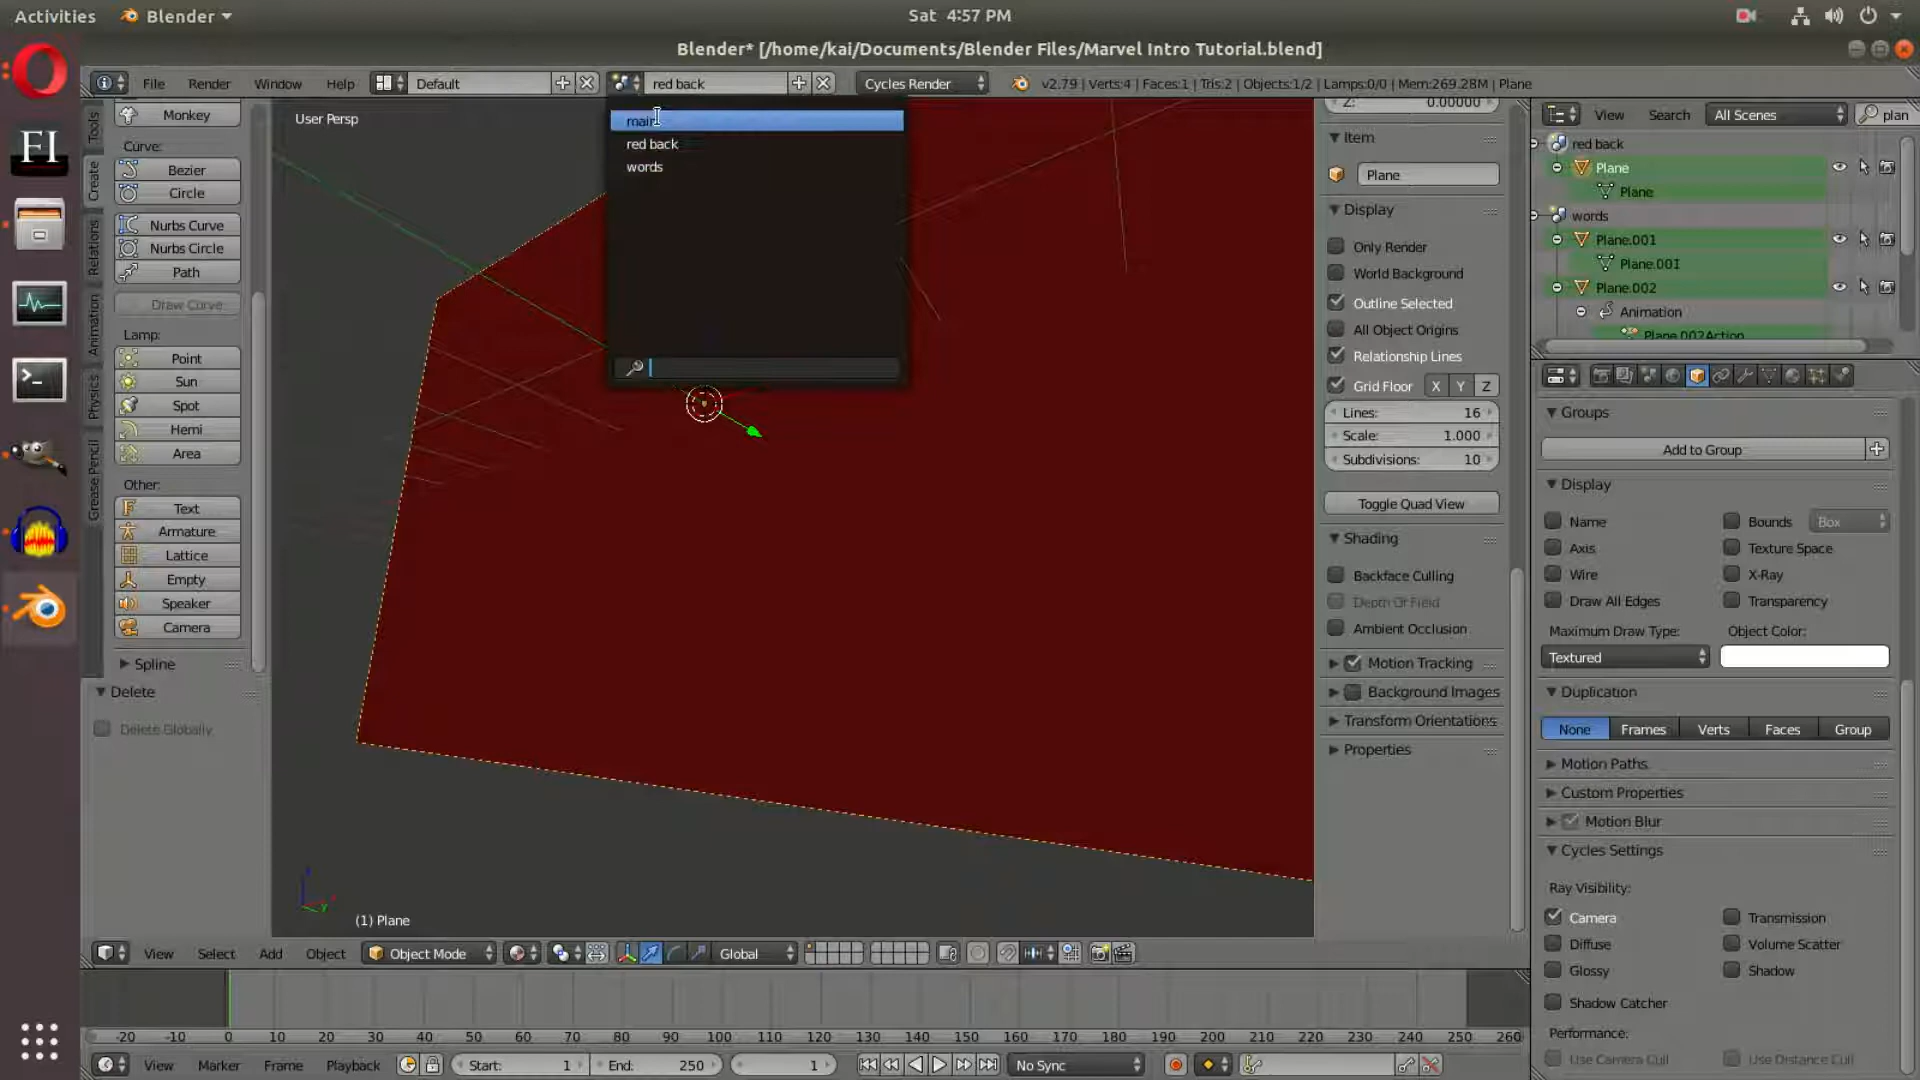 Activities
Blender
Sat 4:57 PM
Blender* [/home/kai/Documents/Blender Files/Marvel Intro Tutorial.blend]
File Render Window Help Default red back Cycles Render v2.79 | Verts:4 | Faces:1 | Tris:2 | Objects:1/2 | Lamps:0/0 | Mem:269.28M | Plane
FI
Tools
Create
Relations
Animation
Physics
Grease Pencil
Monkey
Curve:
Bezier
Circle
Nurbs Curve
Nurbs Circle
Path
Draw Curve
Lamp:
Point
Sun
Spot
Hemi
Area
Other:
Text
Armature
Lattice
Empty
Speaker
Camera
Spline
Delete
Delete Globally
User Persp
main
red back
words
(1) Plane
Z: 0.00000
Item
Plane
Display
Only Render
World Background
Outline Selected
All Object Origins
Relationship Lines
Grid Floor X Y Z
Lines: 16
Scale: 1.000
Subdivisions: 10
Toggle Quad View
Shading
Backface Culling
Depth Of Field
Ambient Occlusion
Motion Tracking
Background Images
Transform Orientations
Properties
View Search All Scenes plan
red back
Plane
Plane
words
Plane.001
Plane.001
Plane.002
Animation
Plane.002Action
Groups
Add to Group
Display
Name Bounds Box
Axis Texture Space
Wire X-Ray
Draw All Edges Transparency
Maximum Draw Type: Object Color:
Textured
Duplication
None Frames Verts Faces Group
Motion Paths
Custom Properties
Motion Blur
Cycles Settings
Ray Visibility:
Camera Transmission
Diffuse Volume Scatter
Glossy Shadow
Shadow Catcher
Performance:
Use Camera Cull Use Distance Cull
View Select Add Object Object Mode Global
-20 -10 0 10 20 30 40 50 60 70 80 90 100 110 120 130 140 150 160 170 180 190 200 210 220 230 240 250 260
View Marker Frame Playback Start: 1 End: 250 1 No Sync